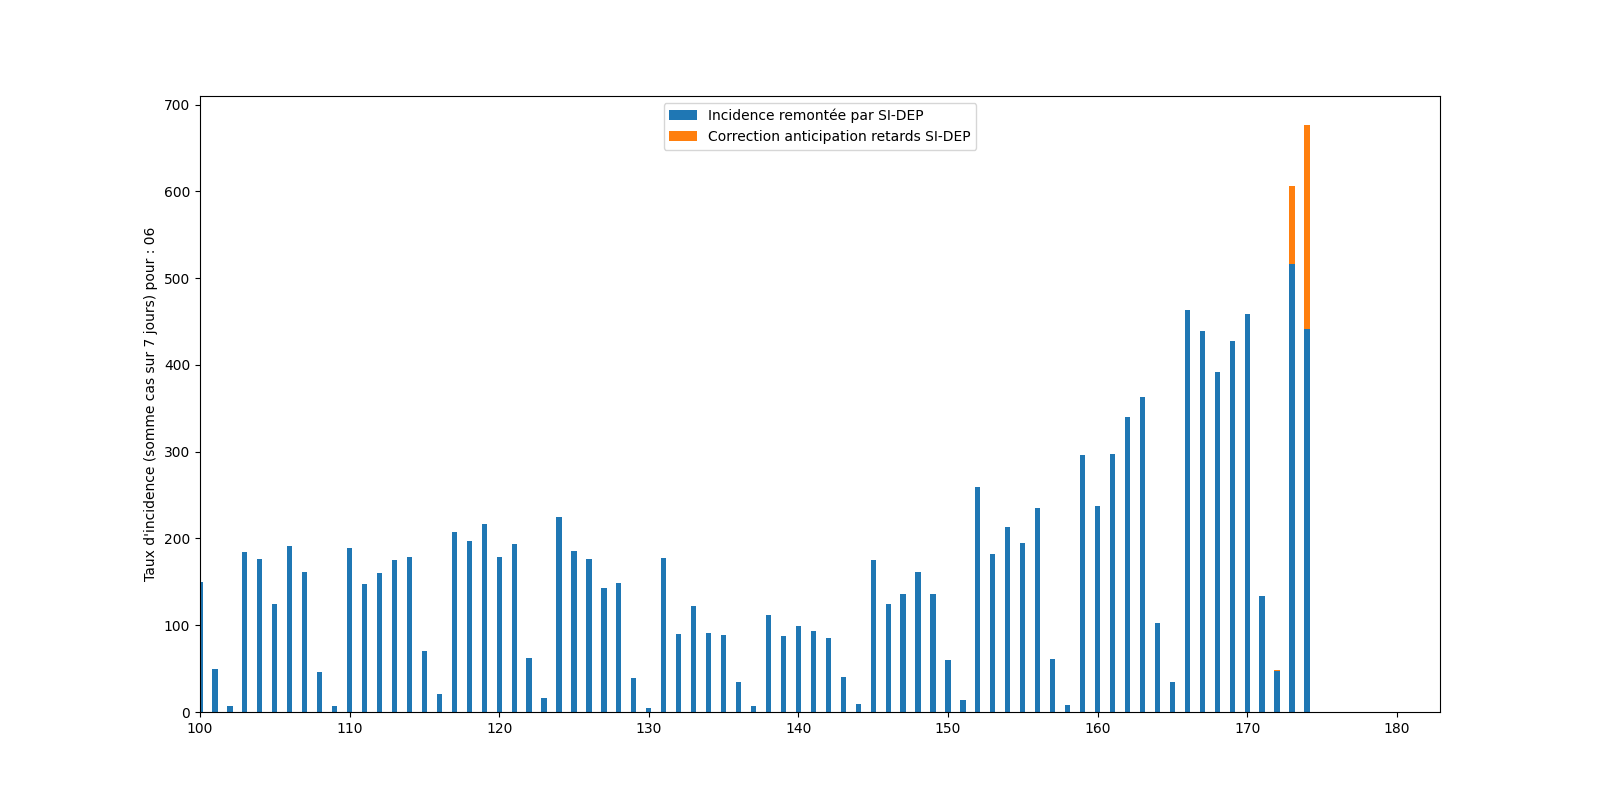 Incidence remontée par SI-DEP
Correction anticipation retards SI-DEP
Taux d'incidence (somme cas sur 7 jours) pour : 06
700
600
500
400
300
200
100
0
100 110 120 130 140 150 160 170 180